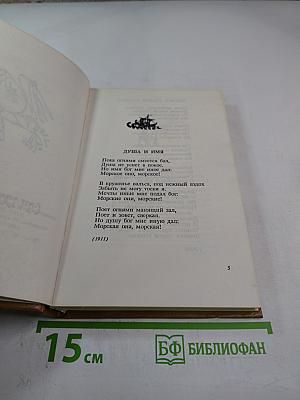 ДУША И ИМЯ
Пока огнями смеется бал,
Душа не уснет в покое.
Но имя бог мне иное дал:
Морское оно, морское!
В круженье вальса, под нежный вздох
Забыть не могу тоски я.
Мечты иные мне подал бог:
Морские они, морские!
Поет огнями манящий зал,
Поет и зовет, сверкая.
Но душу бог мне иную дал:
Морская она, морская!
(1911)
5
15 см
БФ БИБЛИОФАН